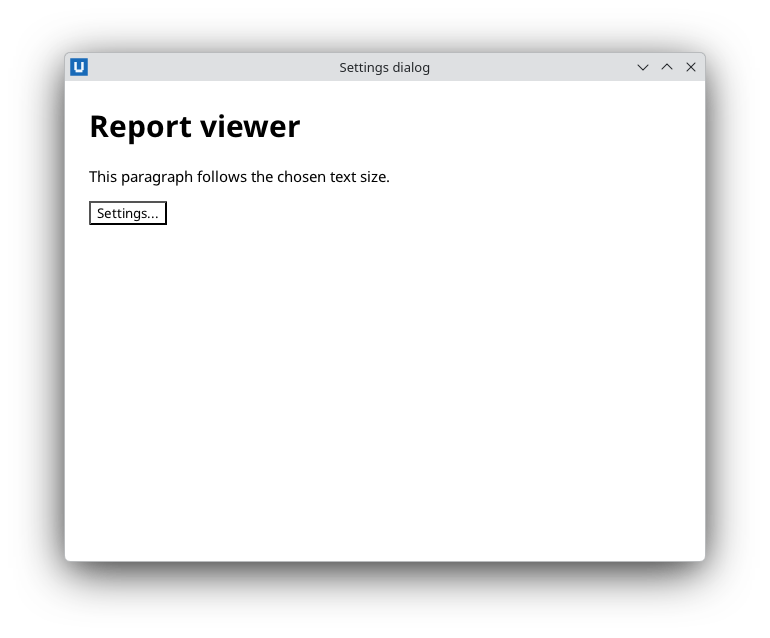 Settings dialog
Report viewer
This paragraph follows the chosen text size.
Settings...